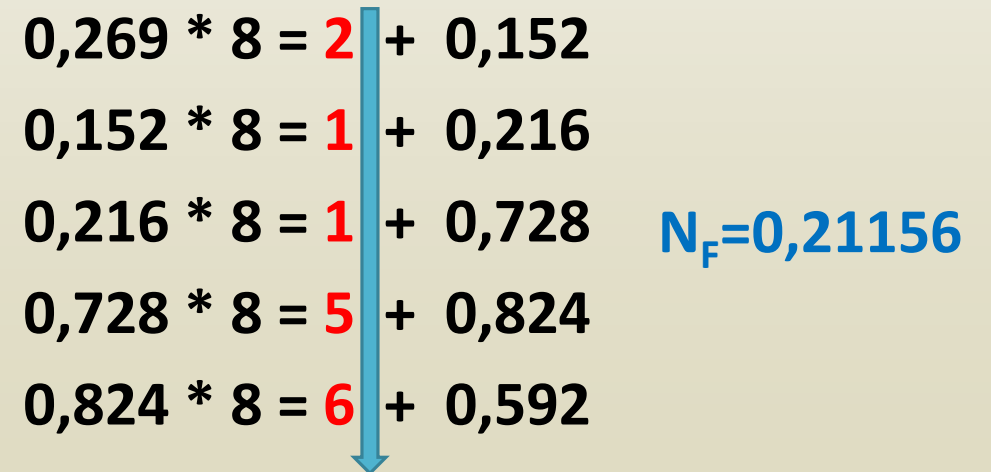 0,269 * 8 = 2 + 0,152
0,152 * 8 = 1 + 0,216
0,216 * 8 = 1 + 0,728
0,728 * 8 = 5 + 0,824
0,824 * 8 = 6 + 0,592
NF=0,21156